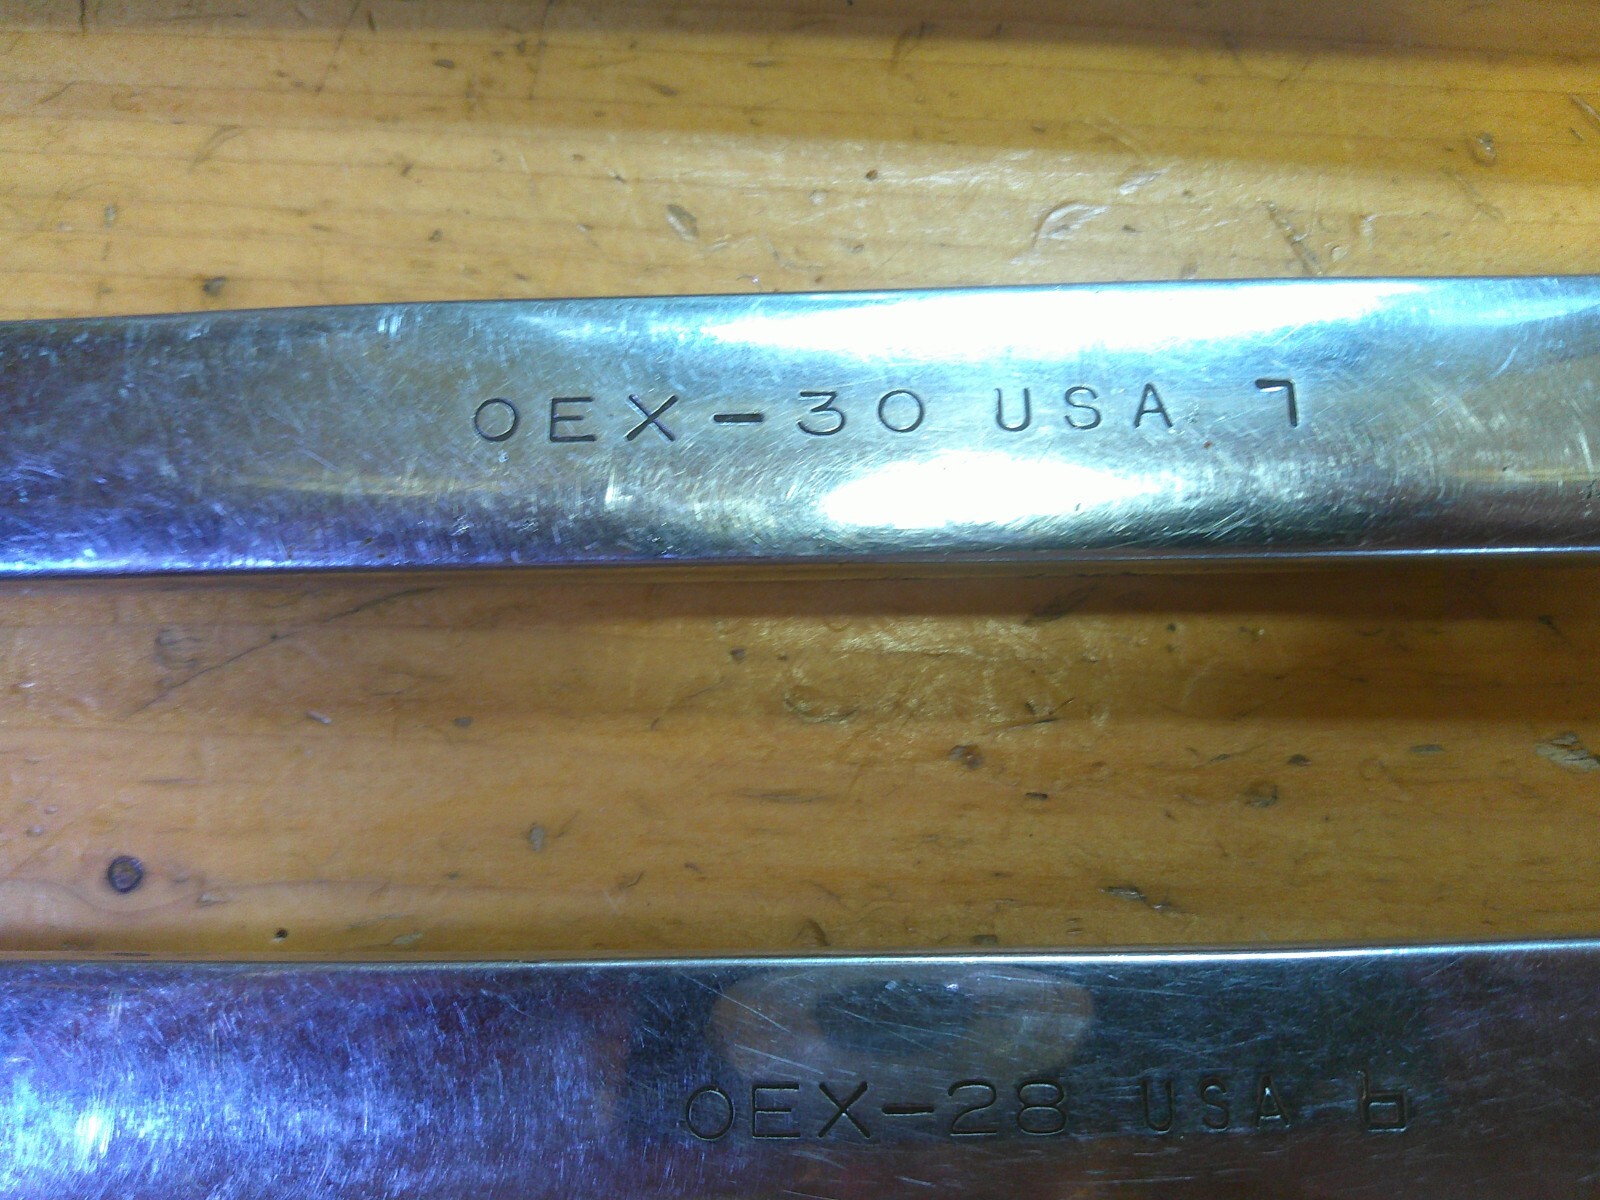 OEX-30 USA 7
OEX-28 USA 6